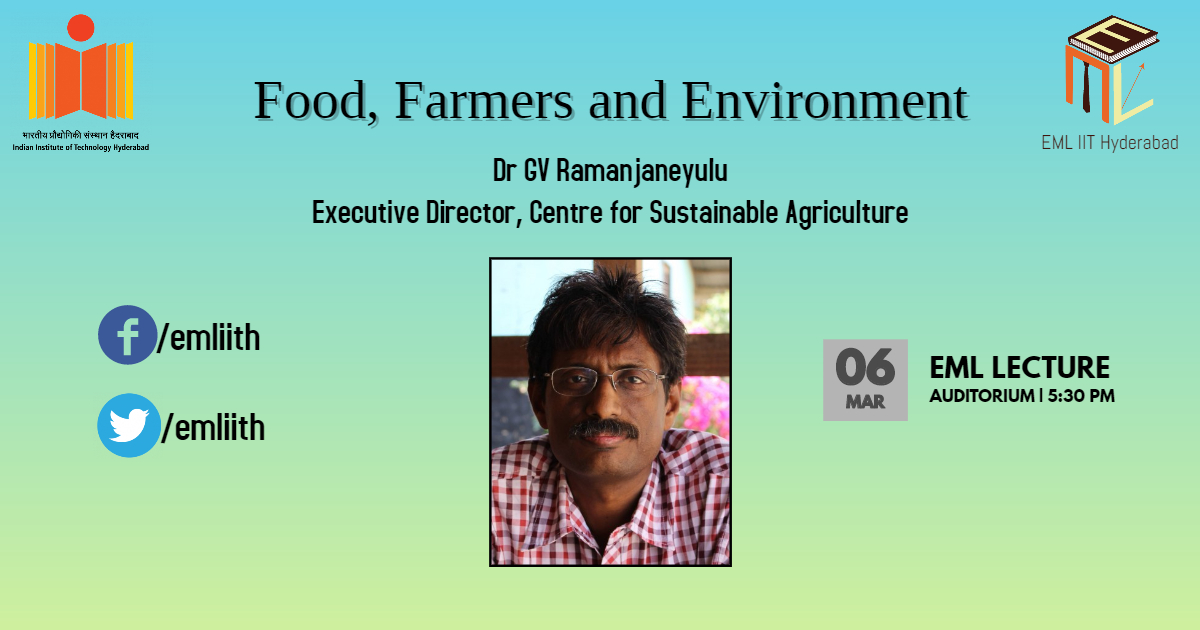 भारतीय प्रौद्योगिकी संस्थान हैदराबाद
Indian Institute of Technology Hyderabad
EML IIT Hyderabad
Food, Farmers and Environment
Dr GV Ramanjaneyulu
Executive Director, Centre for Sustainable Agriculture
/emliith
/emliith
06
MAR
EML LECTURE
AUDITORIUM | 5:30 PM